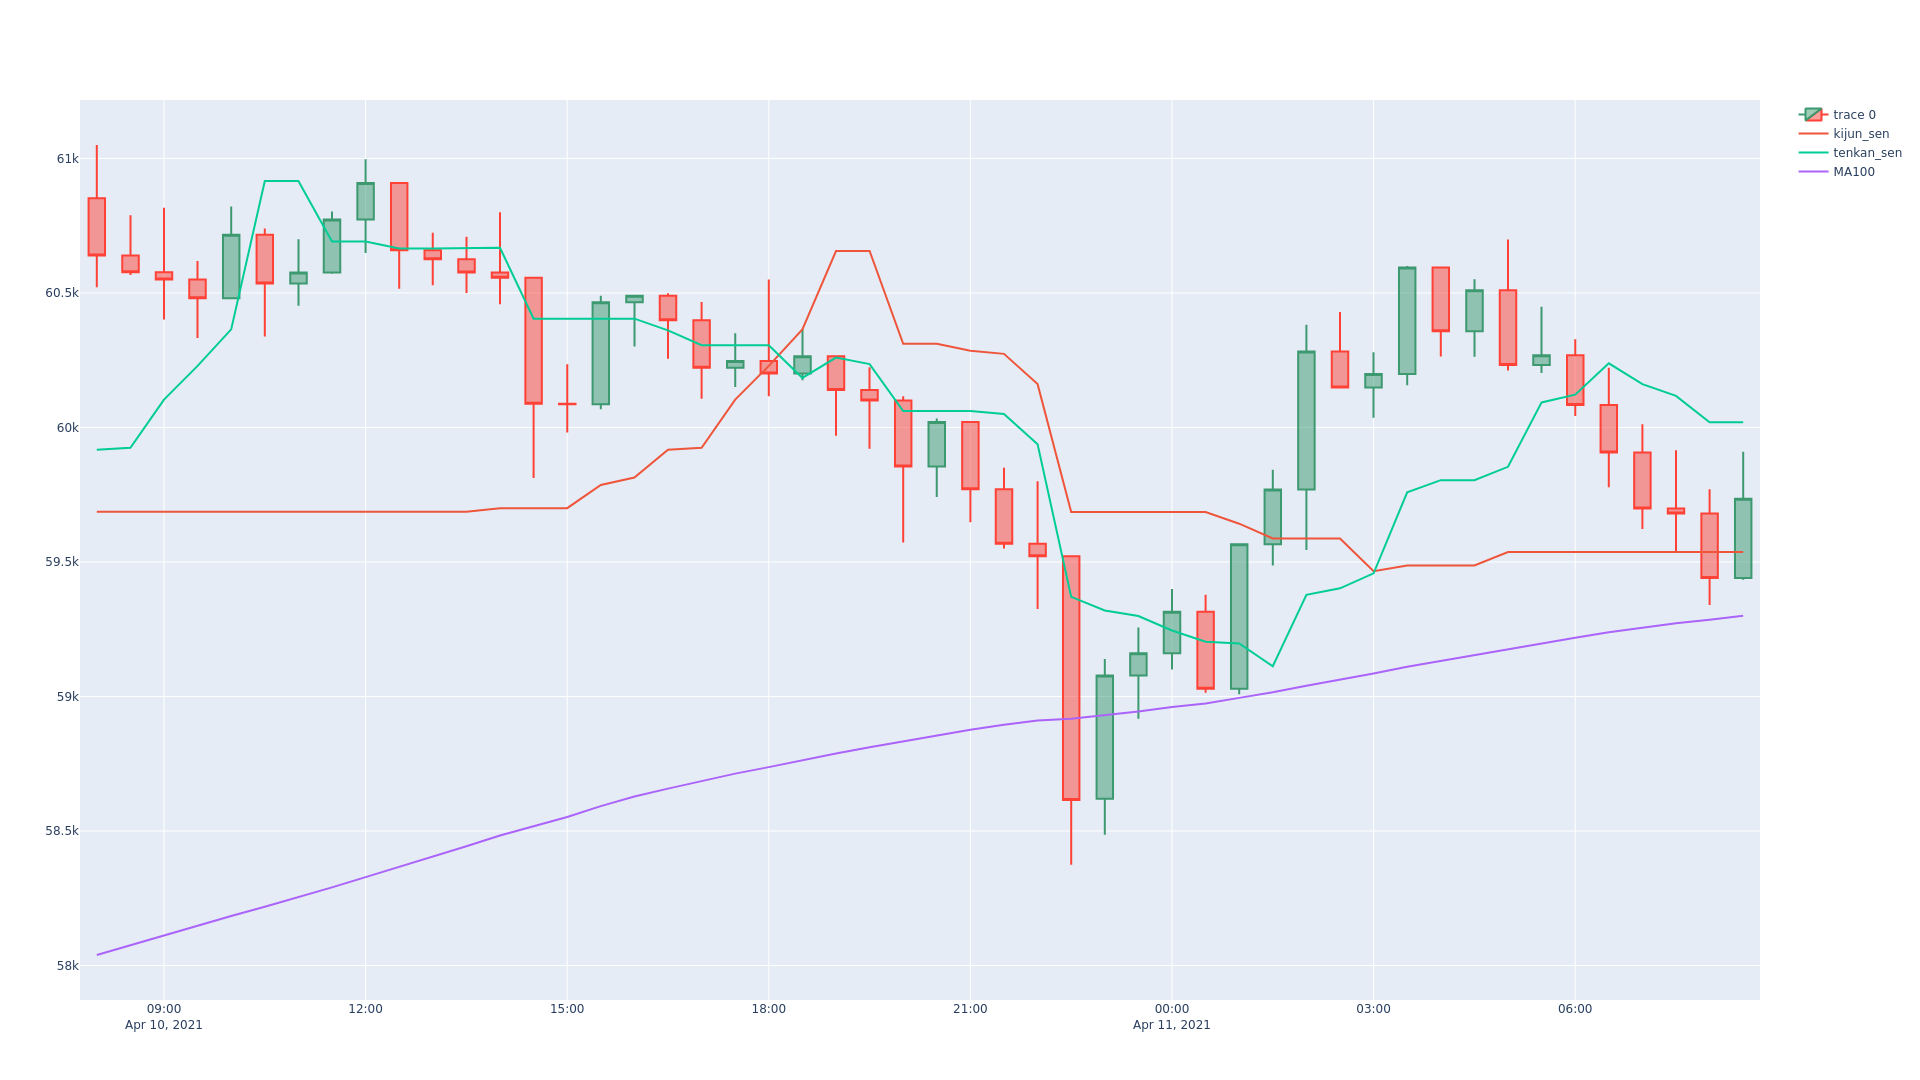 trace 0
kijun_sen
tenkan_sen
MA100
61k
60.5k
60k
59.5k
59k
58.5k
58k
09:00 12:00 15:00 18:00 21:00 00:00 03:00 06:00
Apr 10, 2021 Apr 11, 2021